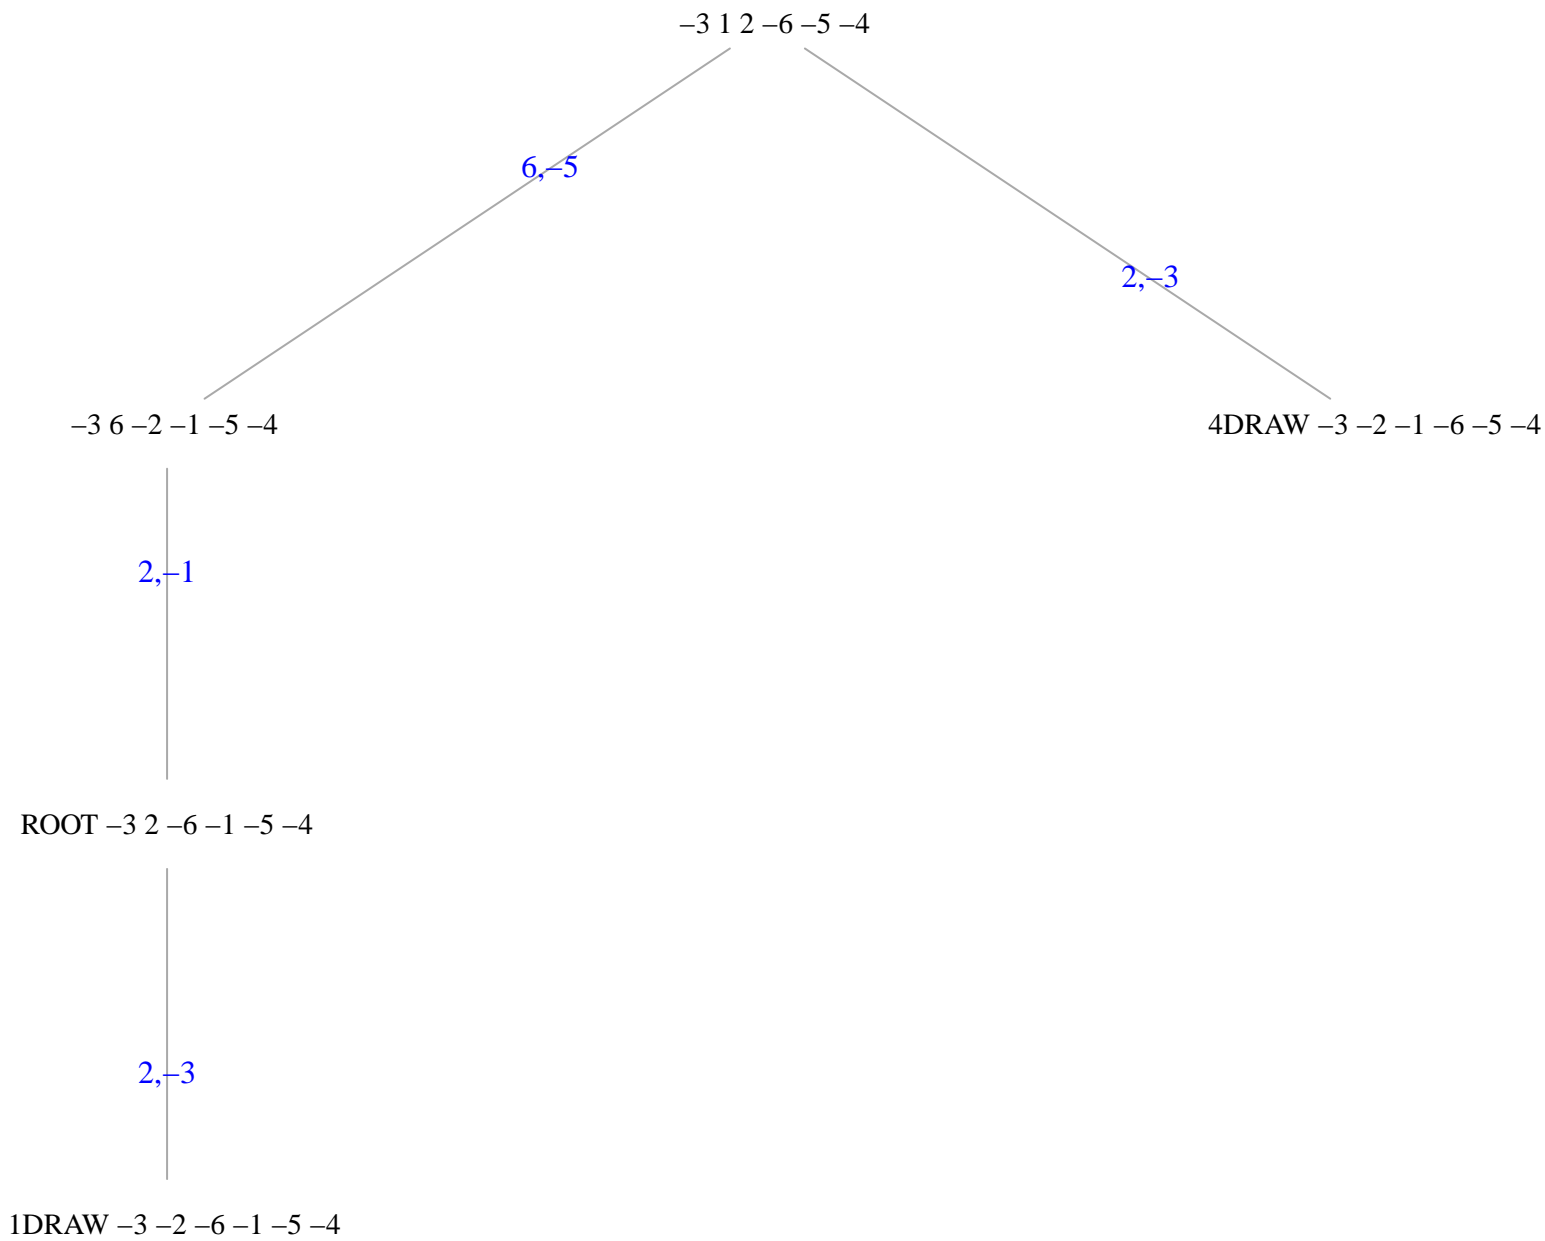 –3 1 2 –6 –5 –4
6,–5
2,–3
–3 6 –2 –1 –5 –4
4DRAW –3 –2 –1 –6 –5 –4
2,–1
ROOT –3 2 –6 –1 –5 –4
2,–3
1DRAW –3 –2 –6 –1 –5 –4